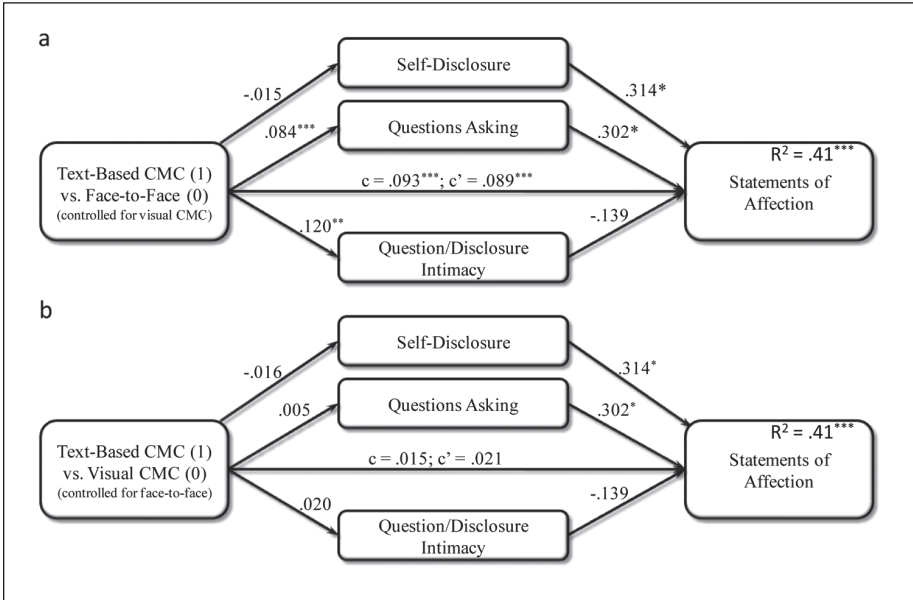 a
Self-Disclosure
-.015
.314*
Questions Asking
.084***
.302*
Text-Based CMC (1)
vs. Face-to-Face (0)
(controlled for visual CMC)
c = .093***; c’ = .089***
R² = .41***
Statements of
Affection
.120**
-.139
Question/Disclosure
Intimacy
b
Self-Disclosure
-.016
.314*
Questions Asking
.005
.302*
Text-Based CMC (1)
vs. Visual CMC (0)
(controlled for face-to-face)
c = .015; c’ = .021
R² = .41***
Statements of
Affection
.020
-.139
Question/Disclosure
Intimacy